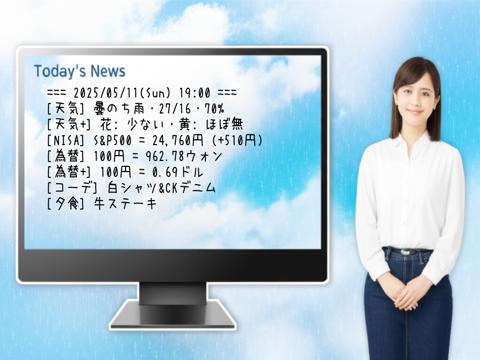 Today's News
=== 2025/05/11(Sun) 19:00 ===
[天気] 曇のち雨・27/16・70%
[天気+] 花: 少ない・黄: ほぼ無
[NISA] S&P500 = 24,760円 (+510円)
[為替] 100円 = 962.78ウォン
[為替+] 100円 = 0.69ドル
[コーデ] 白シャツ&CKデニム
[夕食] 牛ステーキ